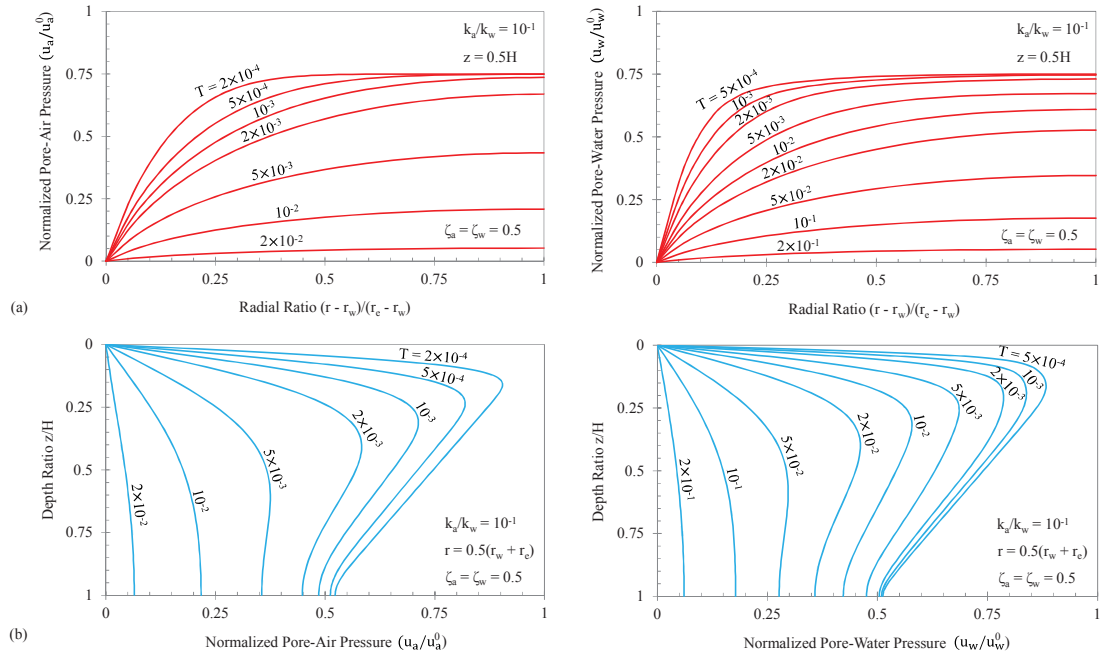 1
0.75
0.5
0.25
0
Normalized Pore-Air Pressure (u_a/u_a^0)
k_a/k_w = 10^-1
z = 0.5H
T = 2×10^-4
5×10^-4
10^-3
2×10^-3
5×10^-3
10^-2
2×10^-2
ζ_a = ζ_w = 0.5
0 0.25 0.5 0.75 1
(a)
Radial Ratio (r - r_w)/(r_e - r_w)
1
0.75
0.5
0.25
0
Normalized Pore-Water Pressure (u_w/u_w^0)
k_a/k_w = 10^-1
z = 0.5H
T = 5×10^-4
10^-3
2×10^-3
5×10^-3
10^-2
2×10^-2
5×10^-2
10^-1
2×10^-1
ζ_a = ζ_w = 0.5
0 0.25 0.5 0.75 1
Radial Ratio (r - r_w)/(r_e - r_w)
0
0.25
0.5
0.75
1
Depth Ratio z/H
T = 2×10^-4
5×10^-4
10^-3
2×10^-3
5×10^-3
10^-2
2×10^-2
k_a/k_w = 10^-1
r = 0.5(r_w + r_e)
ζ_a = ζ_w = 0.5
0 0.25 0.5 0.75 1
(b)
Normalized Pore-Air Pressure (u_a/u_a^0)
0
0.25
0.5
0.75
1
Depth Ratio z/H
T = 5×10^-4
10^-3
2×10^-3
5×10^-3
10^-2
2×10^-2
5×10^-2
10^-1
2×10^-1
k_a/k_w = 10^-1
r = 0.5(r_w + r_e)
ζ_a = ζ_w = 0.5
0 0.25 0.5 0.75 1
Normalized Pore-Water Pressure (u_w/u_w^0)